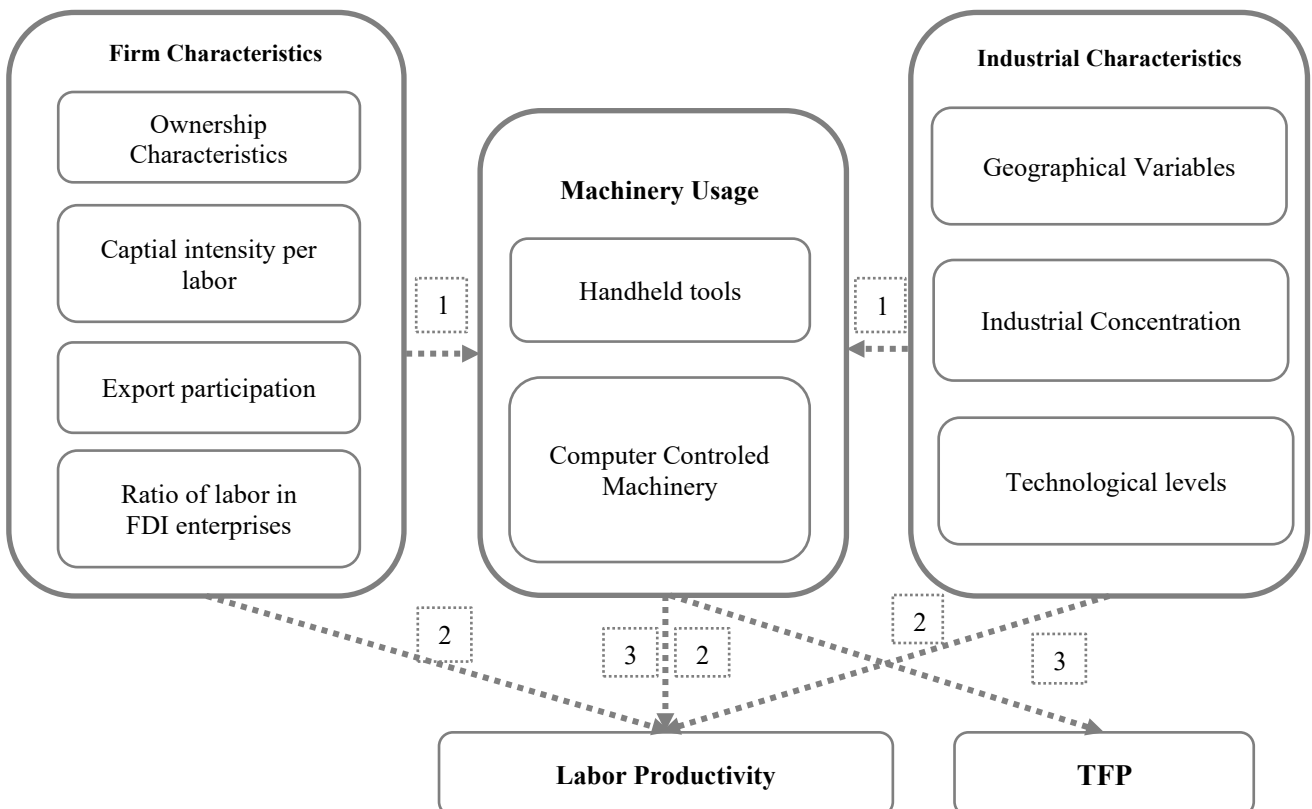 Firm Characteristics
Ownership
Characteristics
Captial intensity per
labor
Export participation
Ratio of labor in
FDI enterprises
1
Machinery Usage
Handheld tools
Computer Controled
Machinery
1
Industrial Characteristics
Geographical Variables
Industrial Concentration
Technological levels
2
3
2
2
3
Labor Productivity
TFP